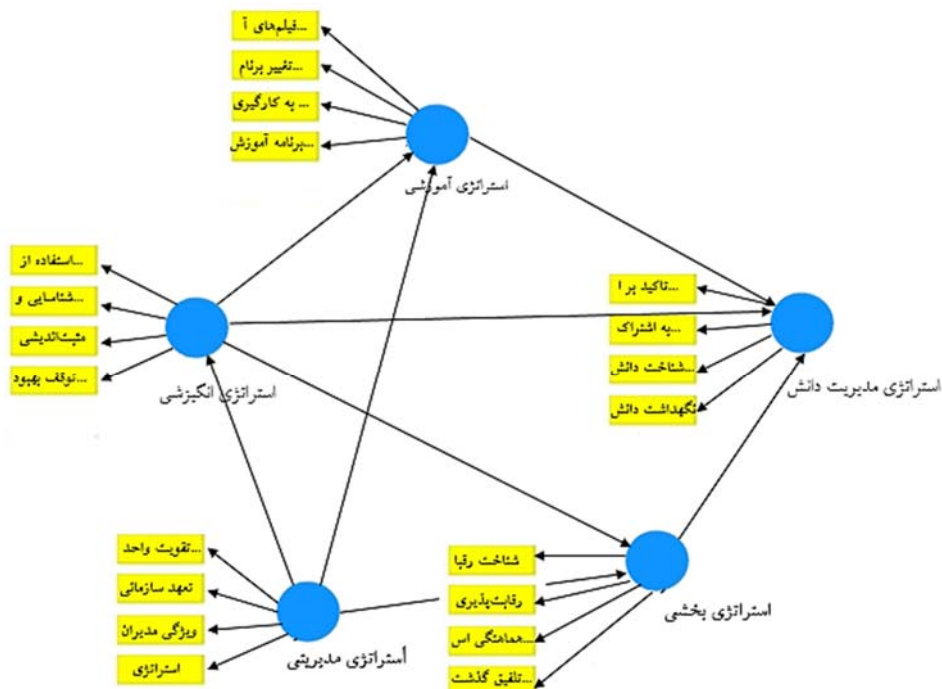 فیلم‌های آ...
تغییر برنام...
به کارگیری ...
برنامه آموزش...
استراتژی آموزشی
استفاده از...
شناسایی و...
مثبت‌اندیشی
توقف بهبود...
استراتژی انگیزشی
تاکید بر ا...
به اشتراک...
شناخت دانش...
نگهداشت دانش
استراتژی مدیریت دانش
تقویت واحد...
تعهد سازمانی
ویژگی مدیران
استراتژی
أستراتژی مدیریتی
شناخت رقبا
رقابت‌پذیری
هماهنگی اس...
تلفیق گذشت...
استراتژی بخشی